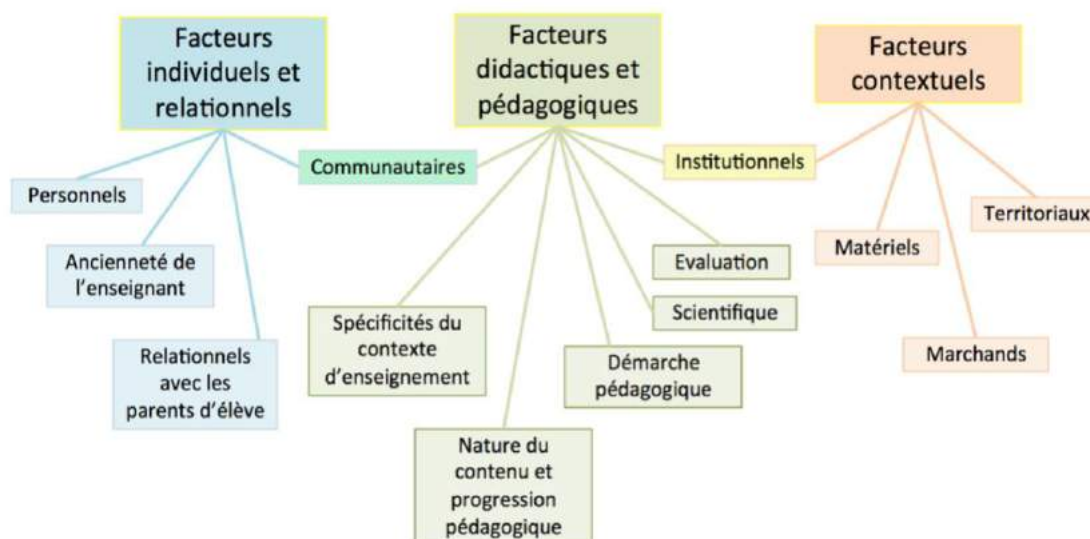 Facteurs
individuels et
relationnels
Facteurs
didactiques et
pédagogiques
Facteurs
contextuels
Communautaires
Institutionnels
Personnels
Territoriaux
Ancienneté de
l'enseignant
Matériels
Evaluation
Scientifique
Spécificités du
contexte
d'enseignement
Relationnels
avec les
parents d'élève
Démarche
pédagogique
Marchands
Nature du
contenu et
progression
pédagogique